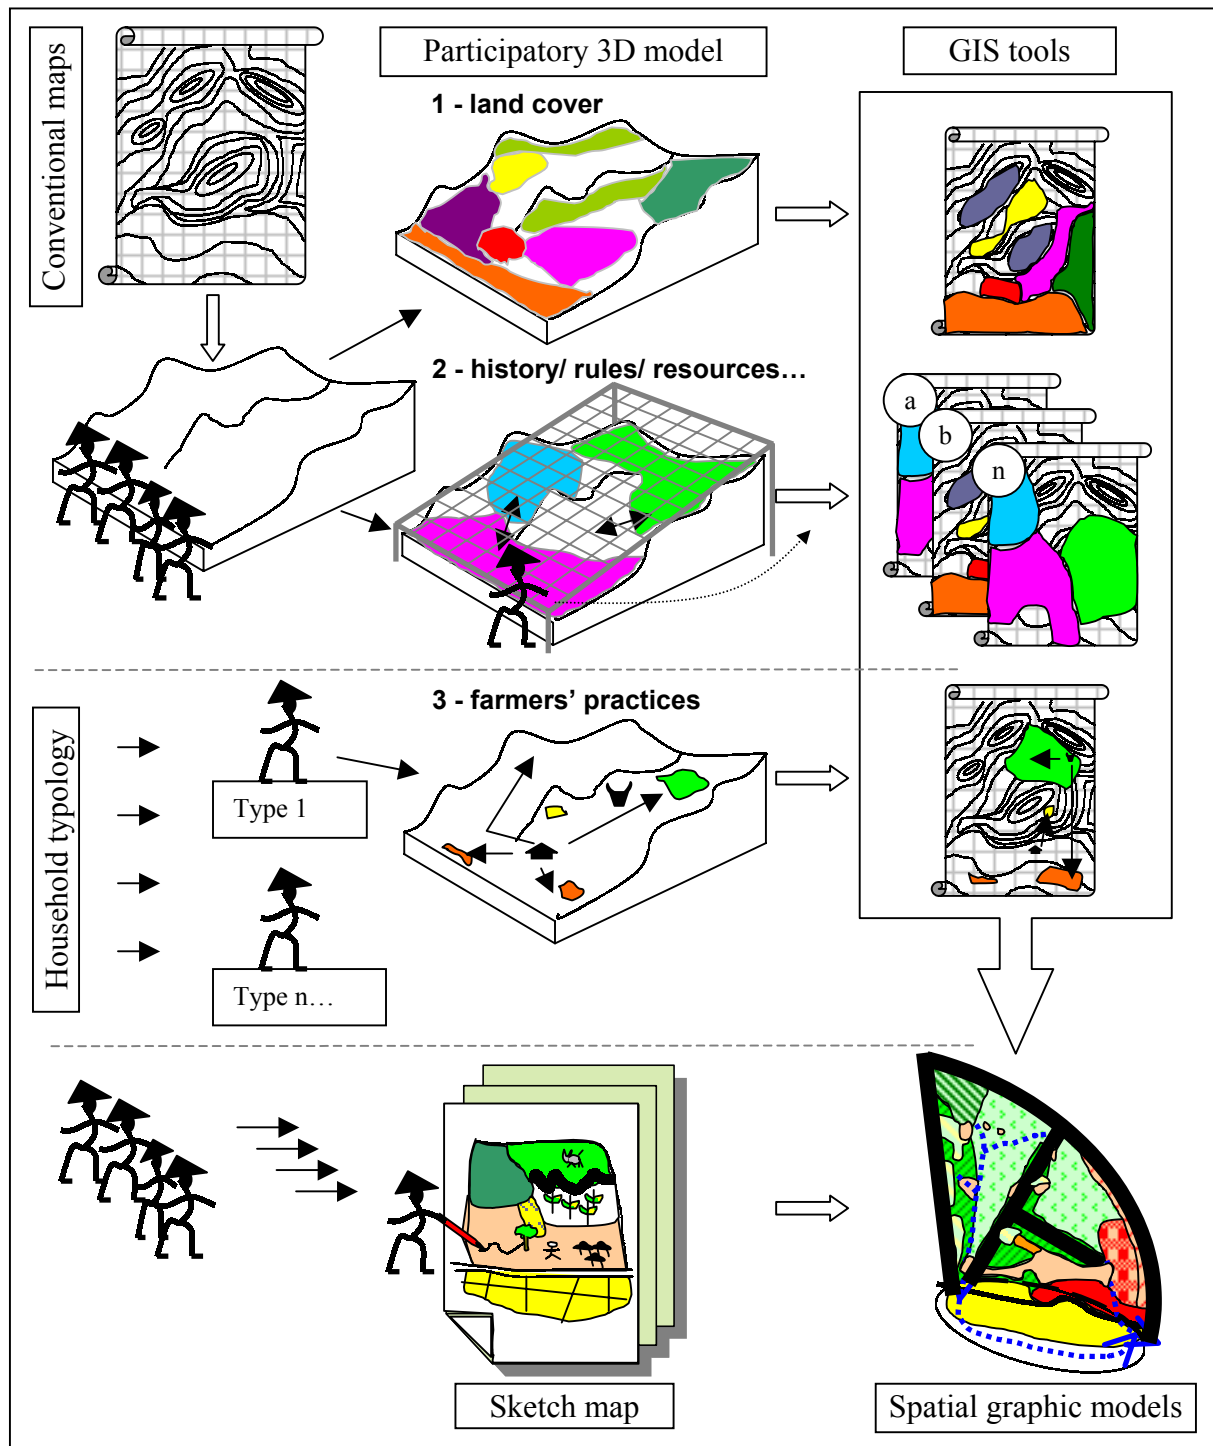 Conventional maps
Participatory 3D model
GIS tools
1 - land cover
2 - history/ rules/ resources…
a
b
n
Household typology
3 - farmers’ practices
Type 1
Type n…
Sketch map
Spatial graphic models